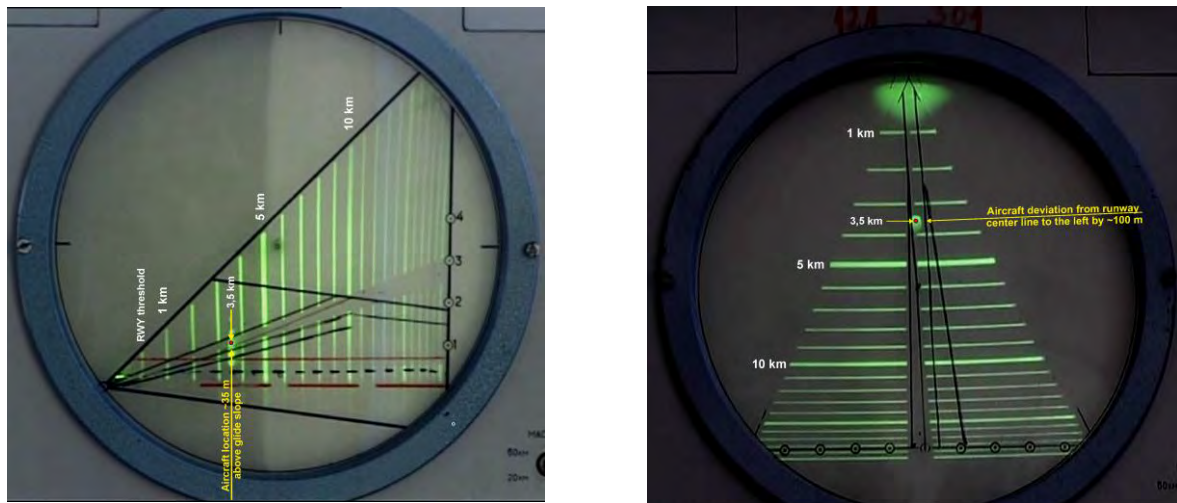 10 km
5 km
RWY threshold
1 km
3,5 km
4
3
2
1
Aircraft location ~35 m
above glide slope
50км
20км
1 km
3,5 km
Aircraft deviation from runway
center line to the left by ~100 m
5 km
10 km